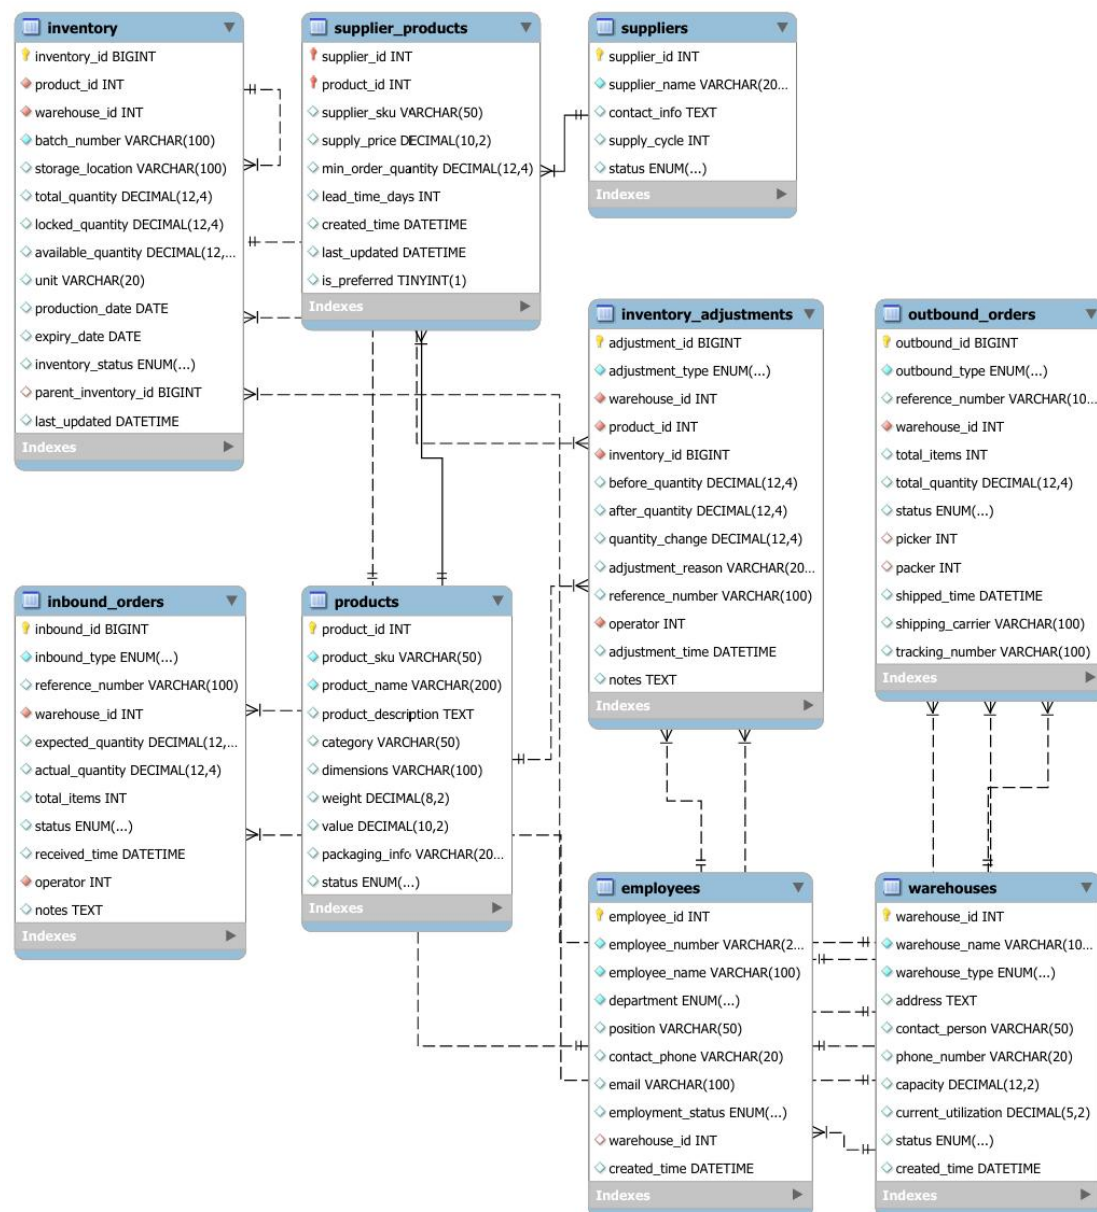 inventory
inventory_id BIGINT
product_id INT
warehouse_id INT
batch_number VARCHAR(100)
storage_location VARCHAR(100)
total_quantity DECIMAL(12,4)
locked_quantity DECIMAL(12,4)
available_quantity DECIMAL(12,...
unit VARCHAR(20)
production_date DATE
expiry_date DATE
inventory_status ENUM(...)
parent_inventory_id BIGINT
last_updated DATETIME
Indexes
supplier_products
supplier_id INT
product_id INT
supplier_sku VARCHAR(50)
supply_price DECIMAL(10,2)
min_order_quantity DECIMAL(12,4)
lead_time_days INT
created_time DATETIME
last_updated DATETIME
is_preferred TINYINT(1)
Indexes
suppliers
supplier_id INT
supplier_name VARCHAR(20...
contact_info TEXT
supply_cycle INT
status ENUM(...)
Indexes
inventory_adjustments
adjustment_id BIGINT
adjustment_type ENUM(...)
warehouse_id INT
product_id INT
inventory_id BIGINT
before_quantity DECIMAL(12,4)
after_quantity DECIMAL(12,4)
quantity_change DECIMAL(12,4)
adjustment_reason VARCHAR(20...
reference_number VARCHAR(100)
operator INT
adjustment_time DATETIME
notes TEXT
Indexes
outbound_orders
outbound_id BIGINT
outbound_type ENUM(...)
reference_number VARCHAR(10...
warehouse_id INT
total_items INT
total_quantity DECIMAL(12,4)
status ENUM(...)
picker INT
packer INT
shipped_time DATETIME
shipping_carrier VARCHAR(100)
tracking_number VARCHAR(100)
Indexes
inbound_orders
inbound_id BIGINT
inbound_type ENUM(...)
reference_number VARCHAR(100)
warehouse_id INT
expected_quantity DECIMAL(12,...
actual_quantity DECIMAL(12,4)
total_items INT
status ENUM(...)
received_time DATETIME
operator INT
notes TEXT
Indexes
products
product_id INT
product_sku VARCHAR(50)
product_name VARCHAR(200)
product_description TEXT
category VARCHAR(50)
dimensions VARCHAR(100)
weight DECIMAL(8,2)
value DECIMAL(10,2)
packaging_info VARCHAR(20...
status ENUM(...)
Indexes
employees
employee_id INT
employee_number VARCHAR(2...
employee_name VARCHAR(100)
department ENUM(...)
position VARCHAR(50)
contact_phone VARCHAR(20)
email VARCHAR(100)
employment_status ENUM(...)
warehouse_id INT
created_time DATETIME
Indexes
warehouses
warehouse_id INT
warehouse_name VARCHAR(10...
warehouse_type ENUM(...)
address TEXT
contact_person VARCHAR(50)
phone_number VARCHAR(20)
capacity DECIMAL(12,2)
current_utilization DECIMAL(5,2)
status ENUM(...)
created_time DATETIME
Indexes